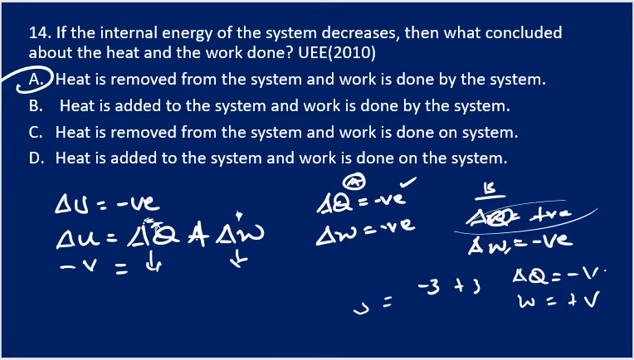 14. If the internal energy of the system decreases, then what concluded
about the heat and the work done? UEE(2010)
A. Heat is removed from the system and work is done by the system.
B. Heat is added to the system and work is done by the system.
C. Heat is removed from the system and work is done on system.
D. Heat is added to the system and work is done on the system.
ΔU = -ve
ΔU = ΔQ + ΔW
-v = ↓ ↓
A
ΔQ = -ve ✓
ΔW = -ve
B
ΔQ = +ve
ΔW = -ve
= -3 +
ΔQ = -v
W = +v